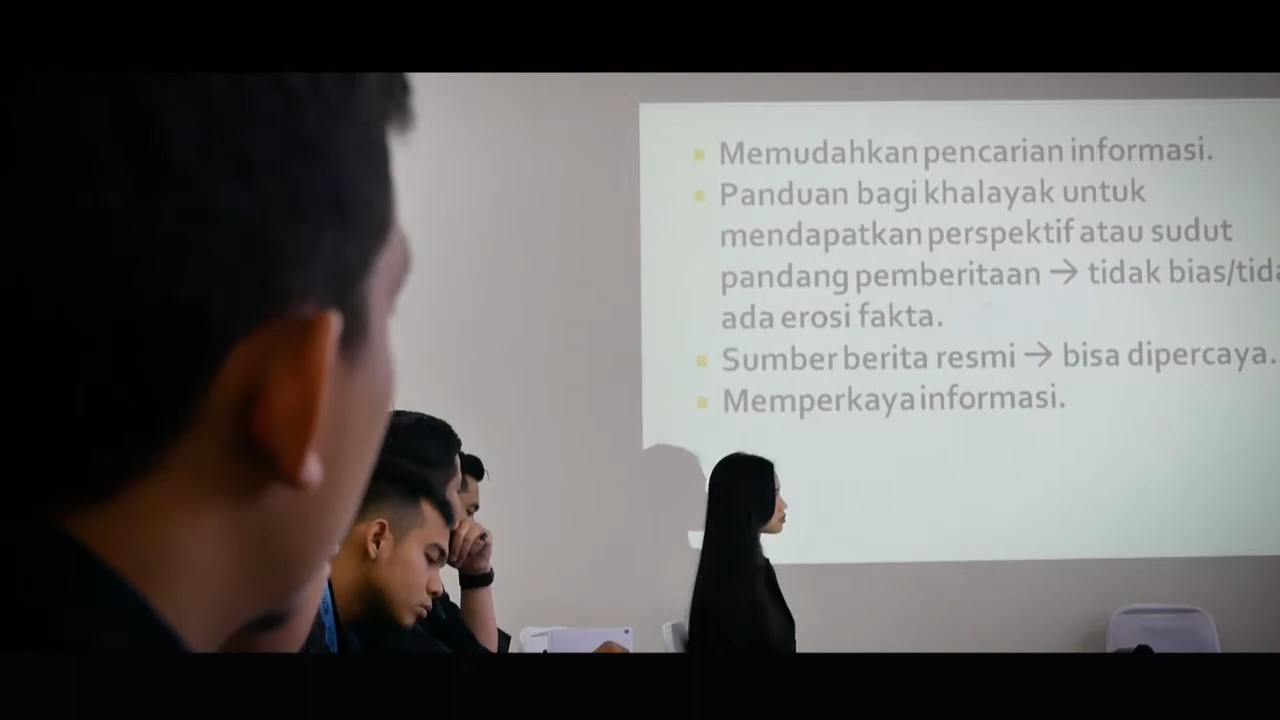 Memudahkan pencarian informasi.
Panduan bagi khalayak untuk
mendapatkan perspektif atau sudut
pandang pemberitaan → tidak bias/tida
ada erosi fakta.
Sumber berita resmi → bisa dipercaya.
Memperkaya informasi.